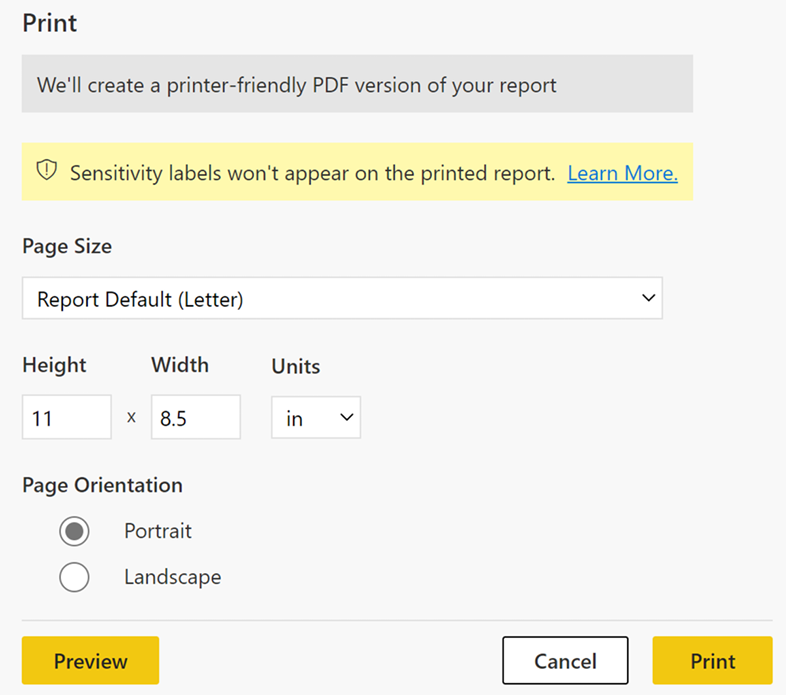 Print
We'll create a printer-friendly PDF version of your report
Sensitivity labels won't appear on the printed report. Learn More.
Page Size
Report Default (Letter)
Height Width Units
11 x 8.5 in
Page Orientation
Portrait
Landscape
Preview Cancel Print